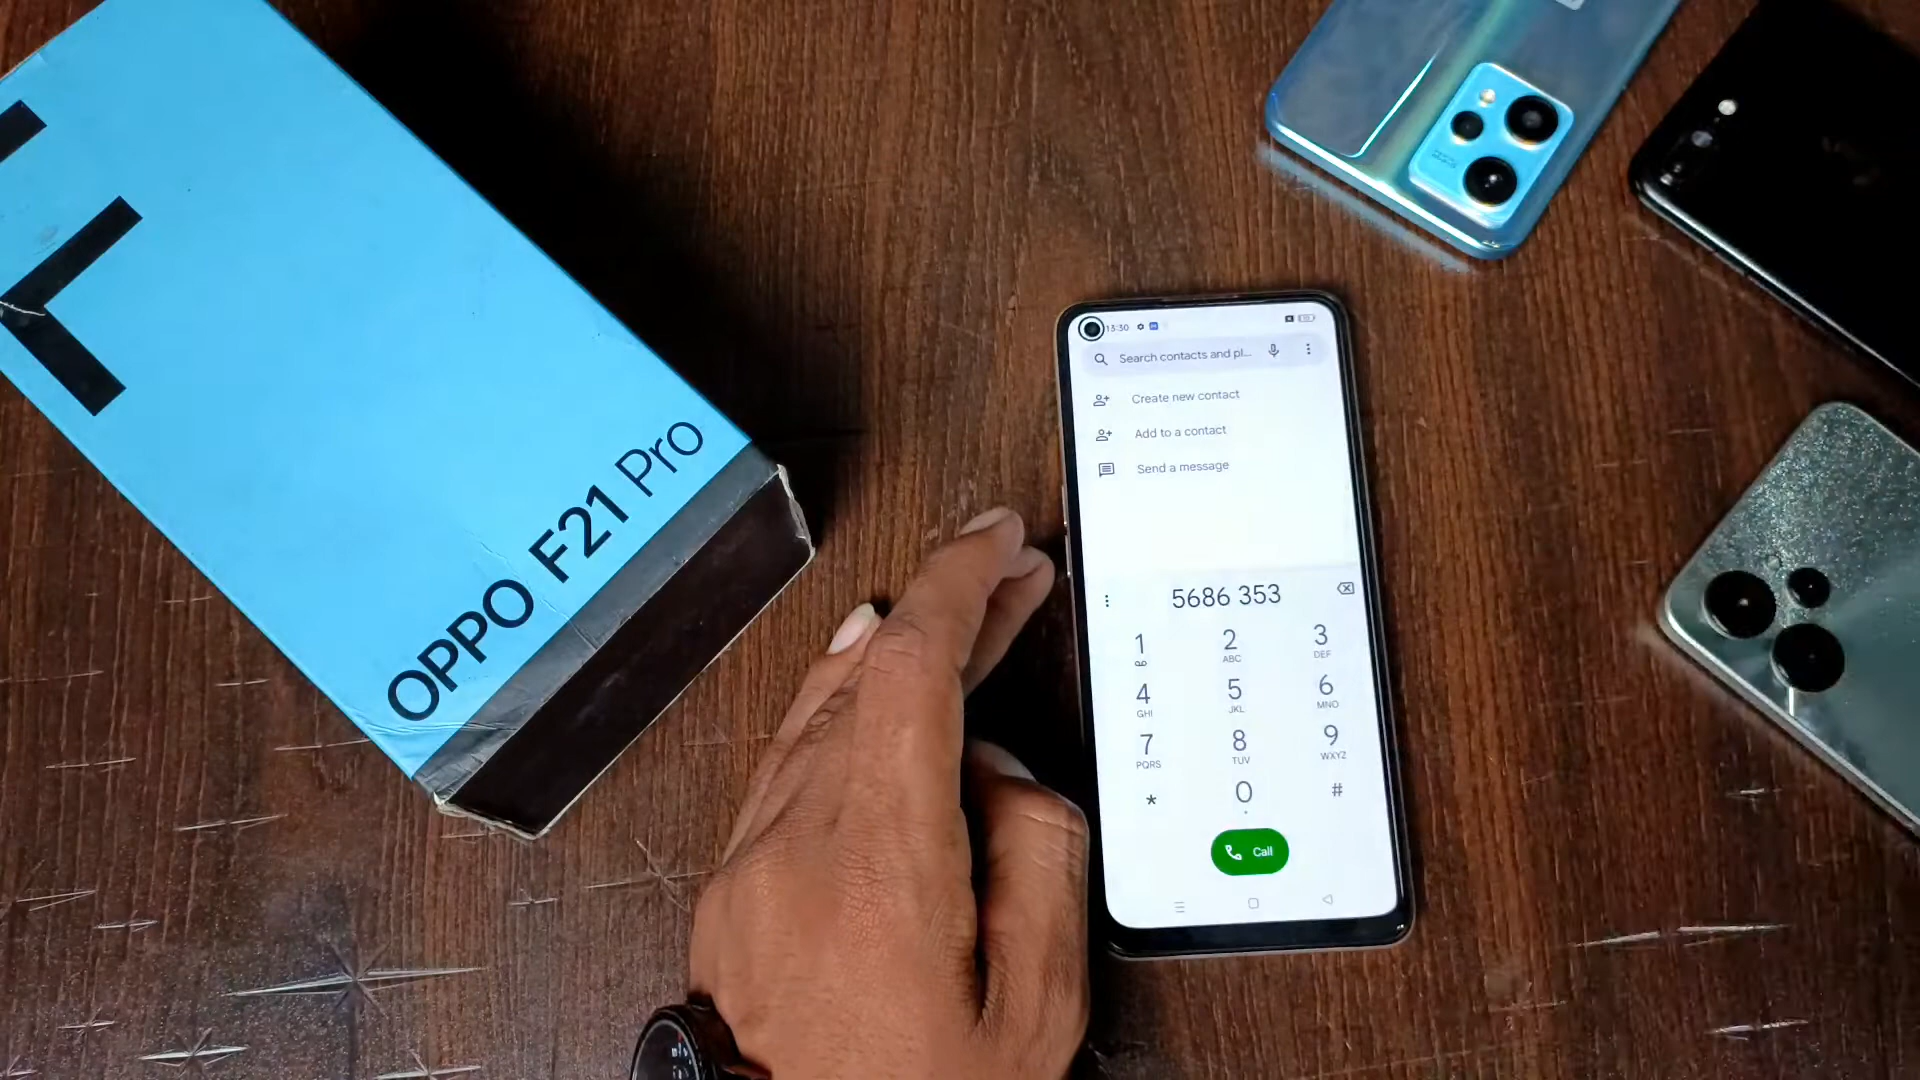 OPPO F21 Pro
13:30
Search contacts and pl...
Create new contact
Add to a contact
Send a message
5686 353
1
2 ABC
3 DEF
4 GHI
5 JKL
6 MNO
7 PQRS
8 TUV
9 WXYZ
*
0
#
Call